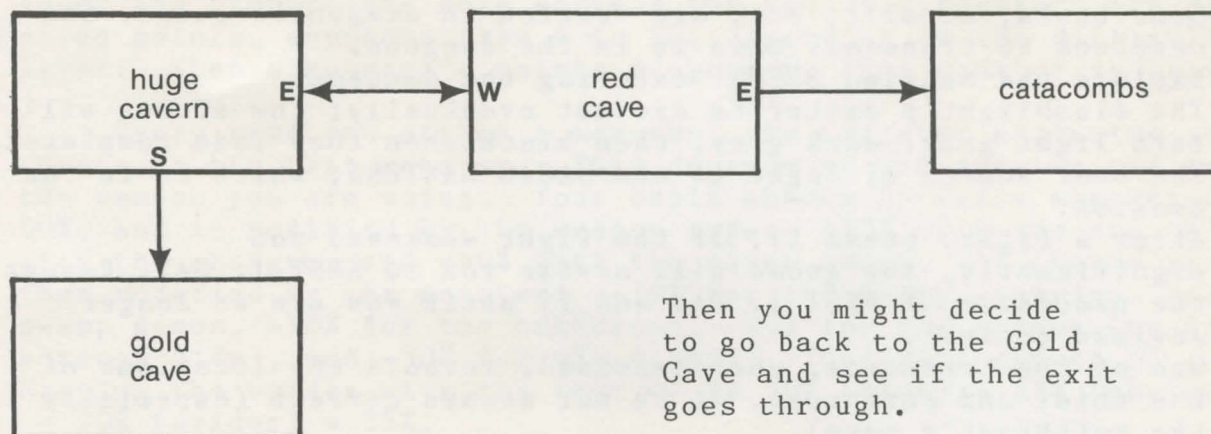 huge
cavern
E
S
W
red
cave
E
catacombs
gold
cave
Then you might decide
to go back to the Gold
Cave and see if the exit
goes through.